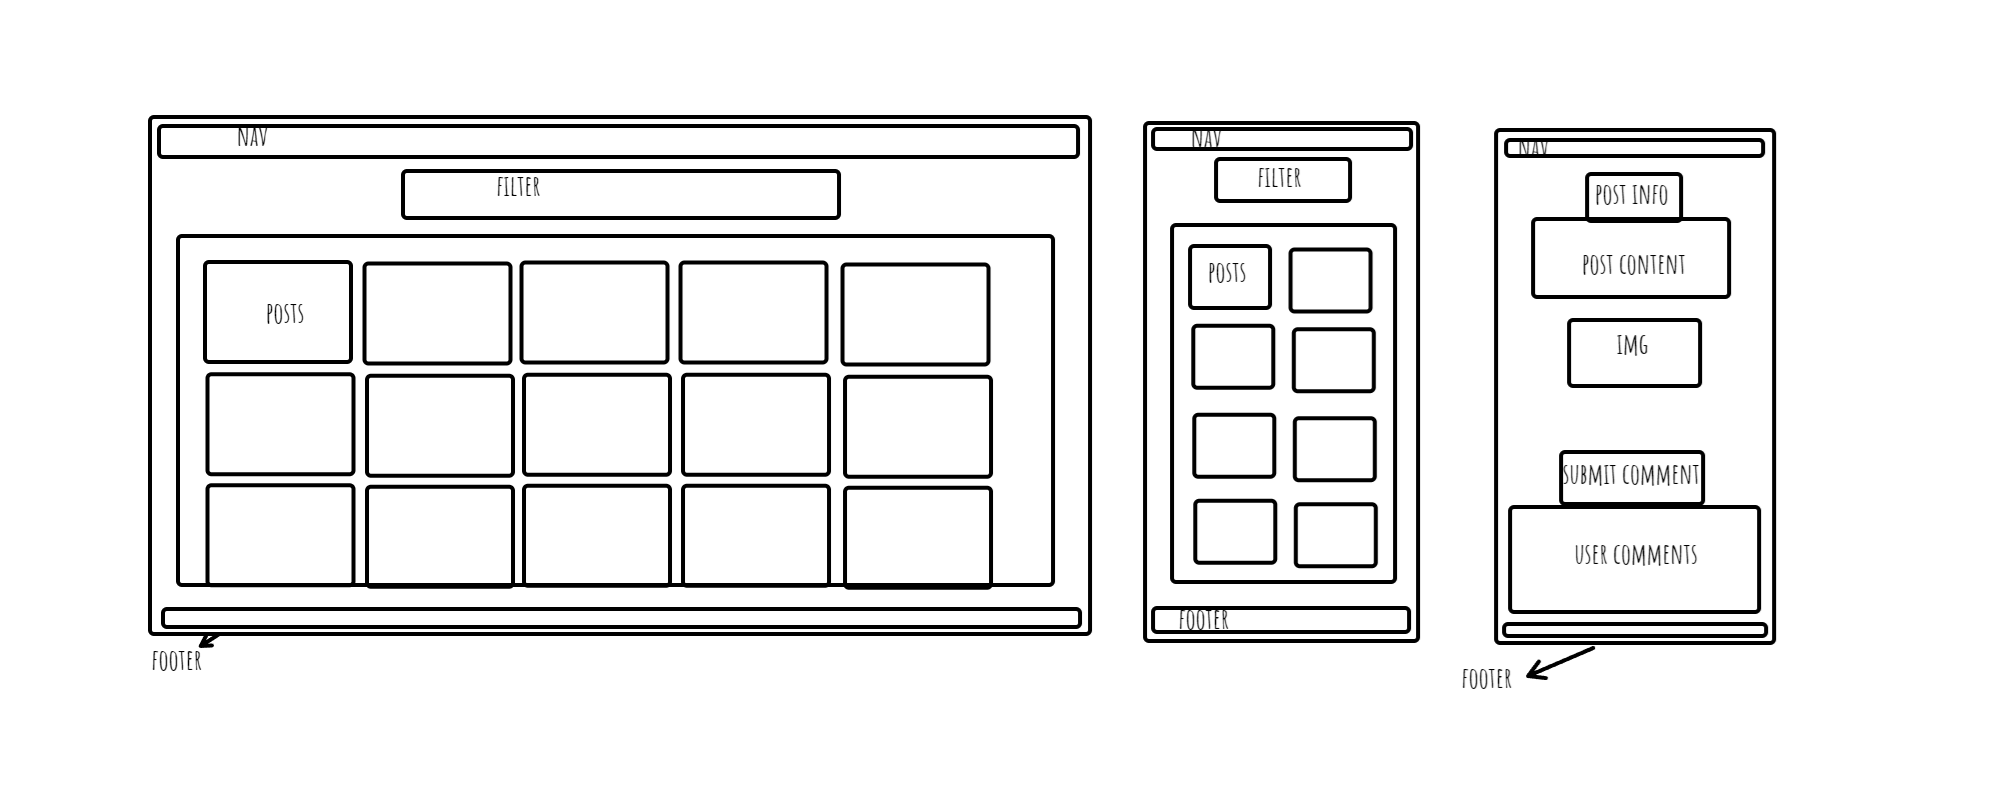 NAV
FILTER
POSTS
FOOTER
NAV
FILTER
POSTS
FOOTER
NAV
POST INFO
POST CONTENT
IMG
SUBMIT COMMENT
USER COMMENTS
FOOTER